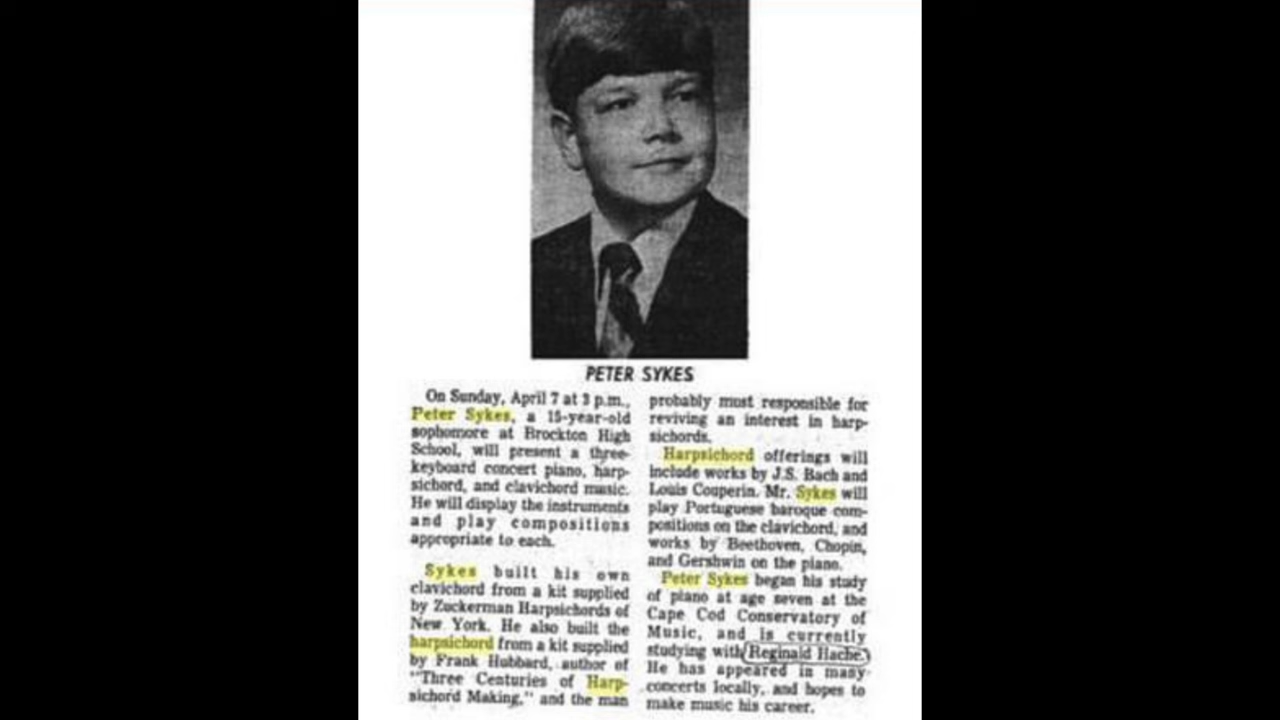 PETER SYKES
On Sunday, April 7 at 3 p.m.,
Peter Sykes, a 15-year-old
sophomore at Brockton High
School, will present a three-
keyboard concert piano, harp-
sichord, and clavichord music.
He will display the instruments
and play compositions
appropriate to each.
Sykes built his own
clavichord from a kit supplied
by Zuckerman Harpsichords of
New York. He also built the
harpsichord from a kit supplied
by Frank Hubbard, author of
"Three Centuries of Harp-
sichord Making," and the man
probably most responsible for
reviving an interest in harp-
sichords.
Harpsichord offerings will
include works by J.S. Bach and
Louis Couperin. Mr. Sykes will
play Portuguese baroque com-
positions on the clavichord, and
works by Beethoven, Chopin,
and Gershwin on the piano.
Peter Sykes began his study
of piano at age seven at the
Cape Cod Conservatory of
Music, and is currently
studying with Reginald Hache.
He has appeared in many
concerts locally, and hopes to
make music his career.